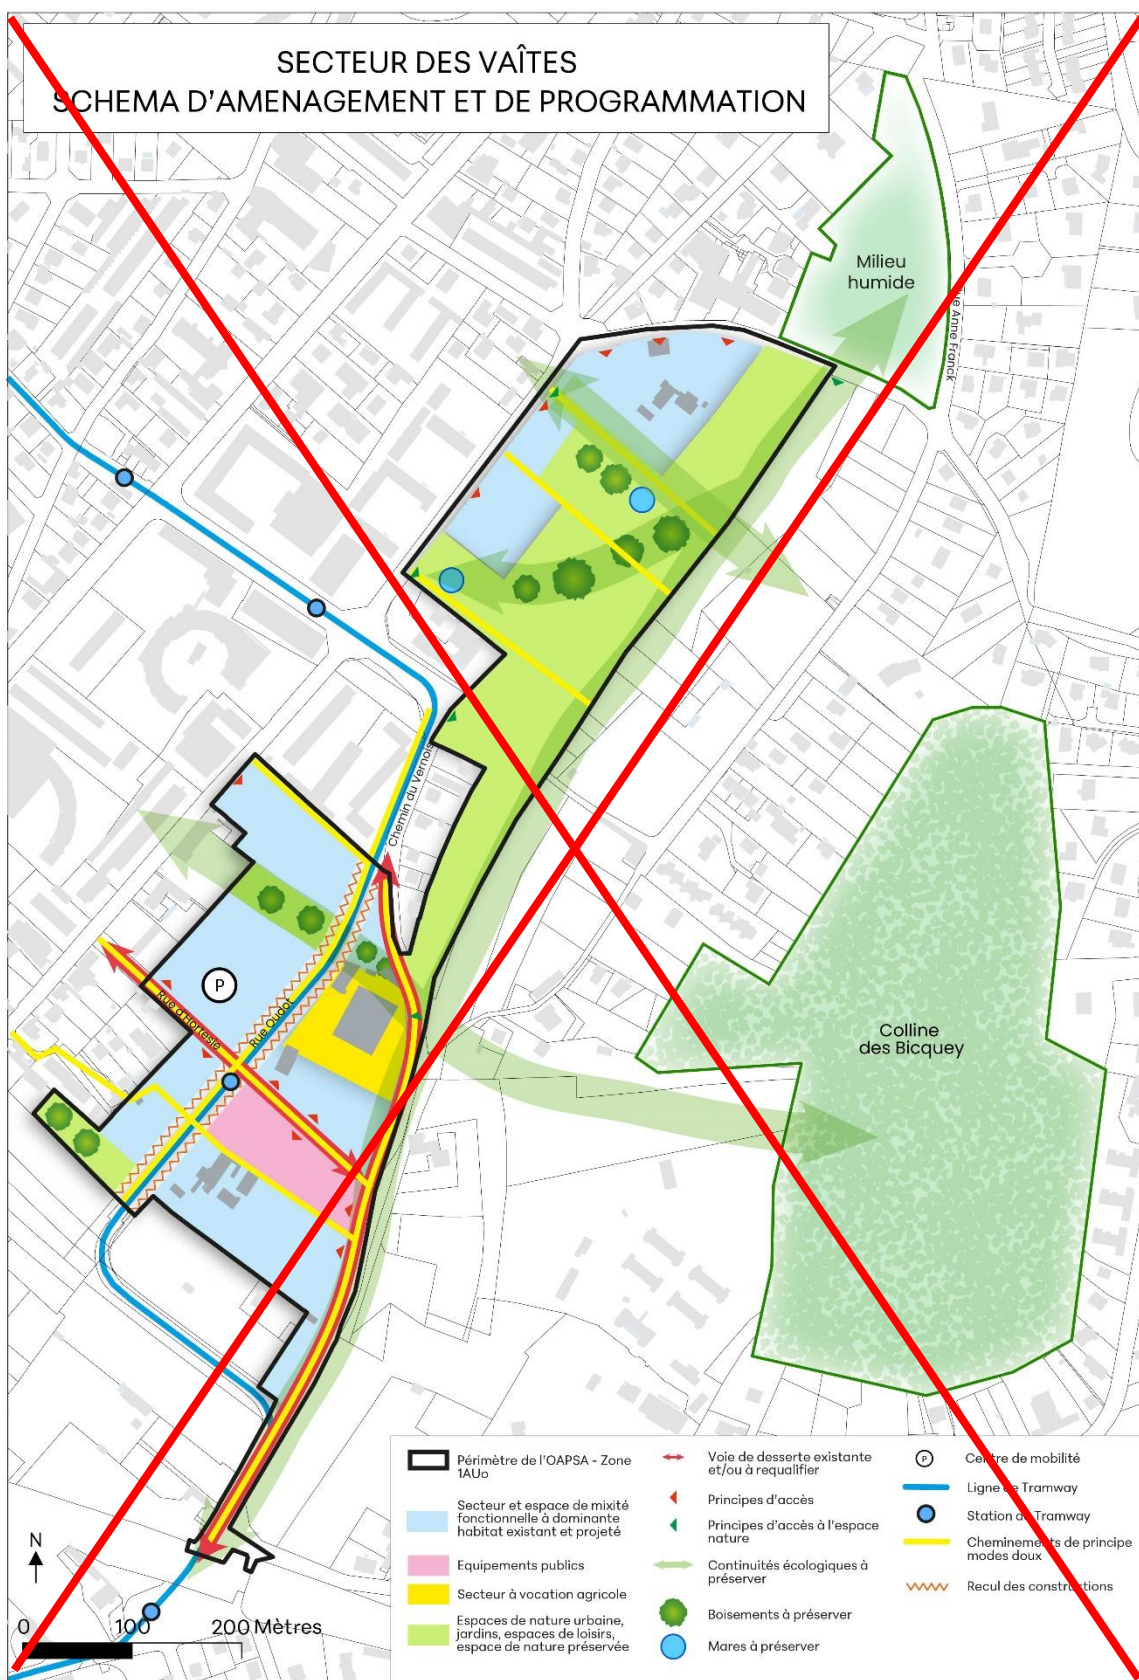 SECTEUR DES VAÎTES
SCHEMA D'AMENAGEMENT ET DE PROGRAMMATION
Milieu
humide
Rue Anne Franck
Chemin du Vernois
P
Rue d'Hortesie
Rue Oudot
Colline
des Bicquey
Périmètre de l'OAPSA - Zone
1AUo
Secteur et espace de mixité
fonctionnelle à dominante
habitat existant et projeté
Equipements publics
Secteur à vocation agricole
Espaces de nature urbaine,
jardins, espaces de loisirs,
espace de nature préservée
Voie de desserte existante
et/ou à requalifier
Principes d'accès
Principes d'accès à l'espace
nature
Continuités écologiques à
préserver
Boisements à préserver
Mares à préserver
P
Centre de mobilité
Ligne de Tramway
Station de Tramway
Cheminements de principe
modes doux
Recul des constructions
N
0 100 200 Mètres